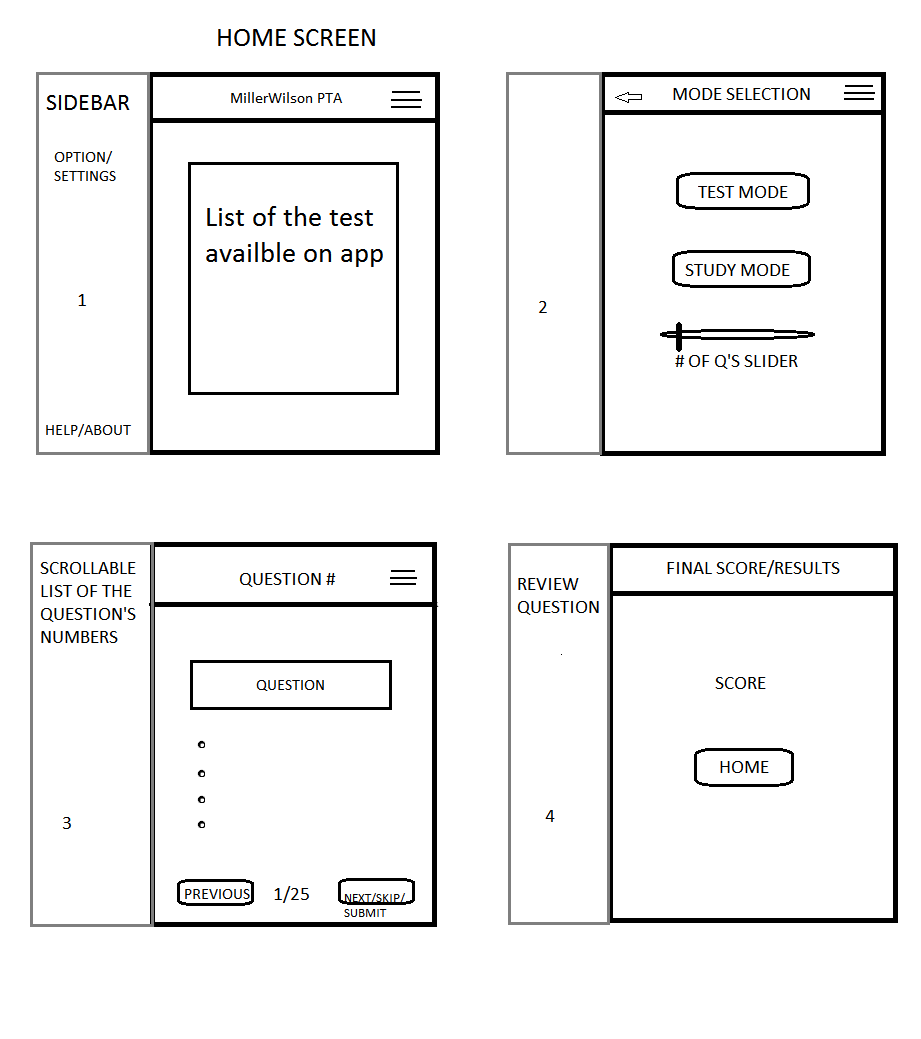 HOME SCREEN
SIDEBAR
OPTION/
SETTINGS
1
HELP/ABOUT
MillerWilson PTA
List of the test
availble on app
2
MODE SELECTION
TEST MODE
STUDY MODE
# OF Q'S SLIDER
SCROLLABLE
LIST OF THE
QUESTION'S
NUMBERS
3
QUESTION #
QUESTION
PREVIOUS
1/25
NEXT/SKIP/
SUBMIT
REVIEW
QUESTION
4
FINAL SCORE/RESULTS
SCORE
HOME